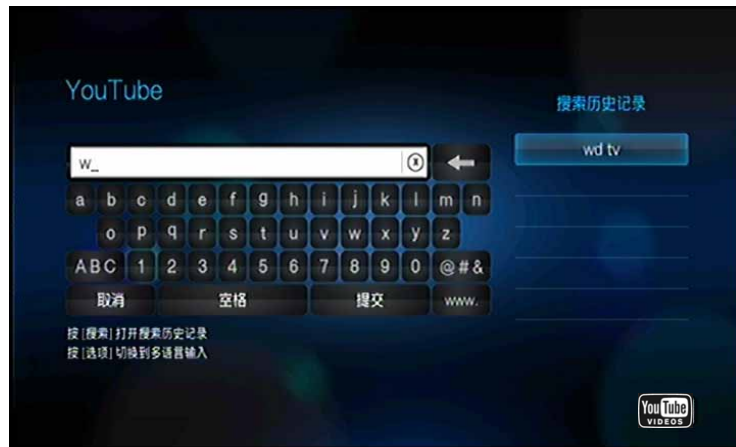 YouTube
搜索历史记录
w_
wd tv
a b c d e f g h i j k l m n
o p q r s t u v w x y z
ABC 1 2 3 4 5 6 7 8 9 0 @#&
取消 空格 提交 www.
按 [搜索] 打开搜索历史记录
按 [选项] 切换到多语言输入
You Tube
VIDEOS